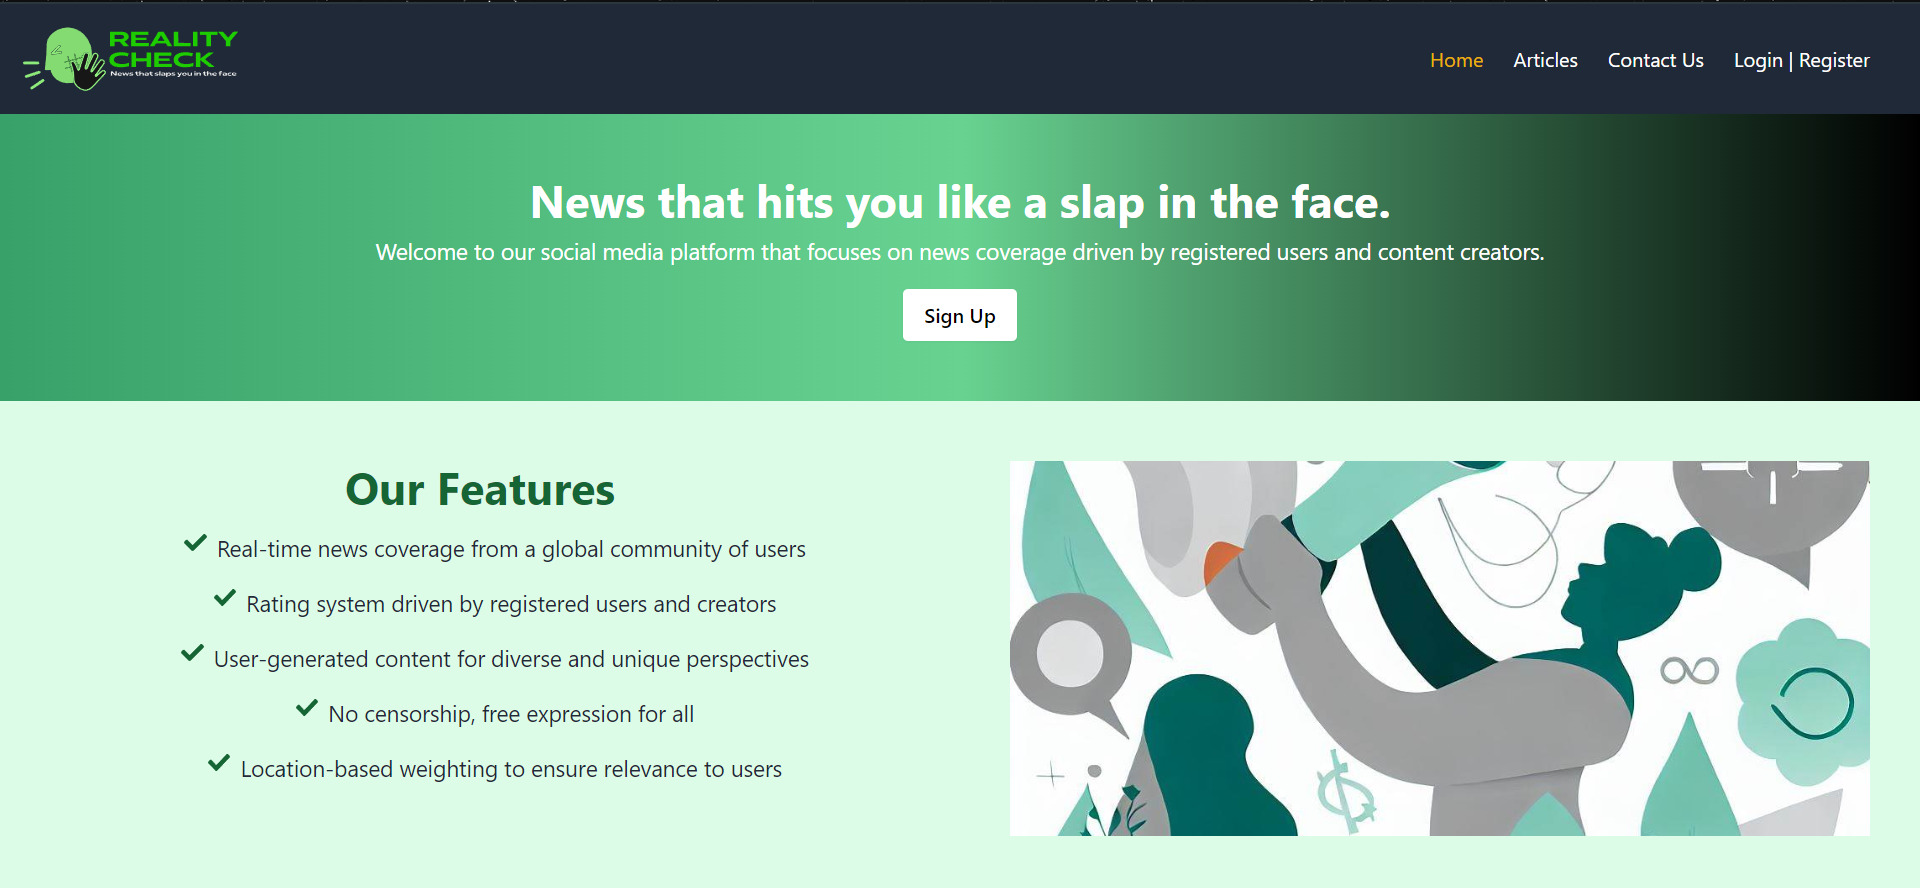 REALITY
CHECK
News that slaps you in the face
Home Articles Contact Us Login | Register
News that hits you like a slap in the face.
Welcome to our social media platform that focuses on news coverage driven by registered users and content creators.
Sign Up
Our Features
Real-time news coverage from a global community of users
Rating system driven by registered users and creators
User-generated content for diverse and unique perspectives
No censorship, free expression for all
Location-based weighting to ensure relevance to users